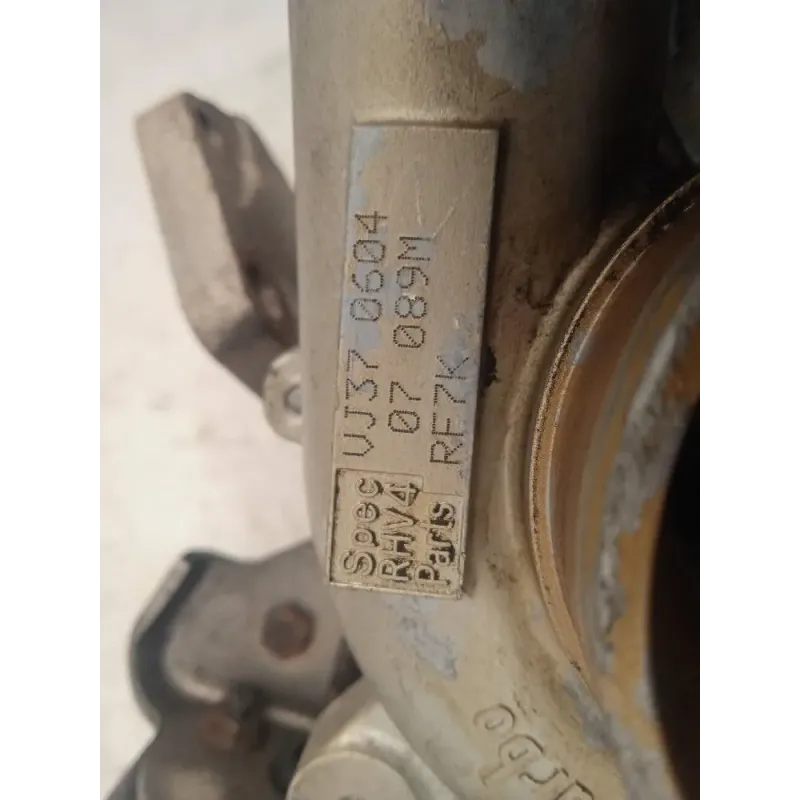 Spec VJ37 0604
RHV4 07 089M
Parts RF7K